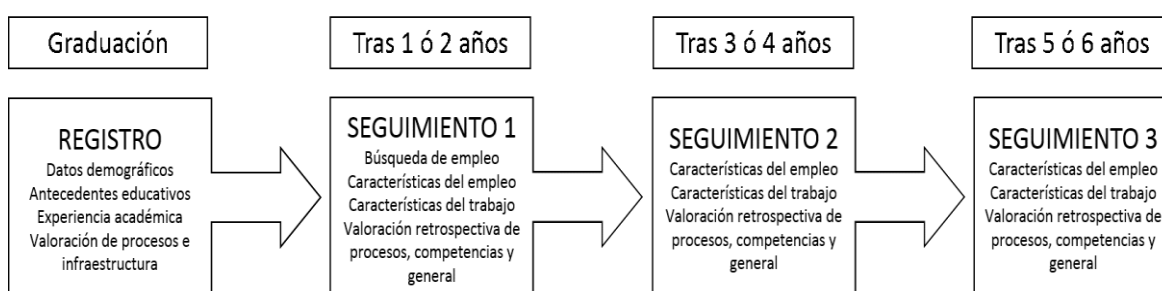 Graduación
Tras 1 ó 2 años
Tras 3 ó 4 años
Tras 5 ó 6 años
REGISTRO
Datos demográficos
Antecedentes educativos
Experiencia académica
Valoración de procesos e
infraestructura
SEGUIMIENTO 1
Búsqueda de empleo
Características del empleo
Características del trabajo
Valoración retrospectiva de
procesos, competencias y
general
SEGUIMIENTO 2
Características del empleo
Características del trabajo
Valoración retrospectiva de
procesos, competencias y
general
SEGUIMIENTO 3
Características del empleo
Características del trabajo
Valoración retrospectiva de
procesos, competencias y
general